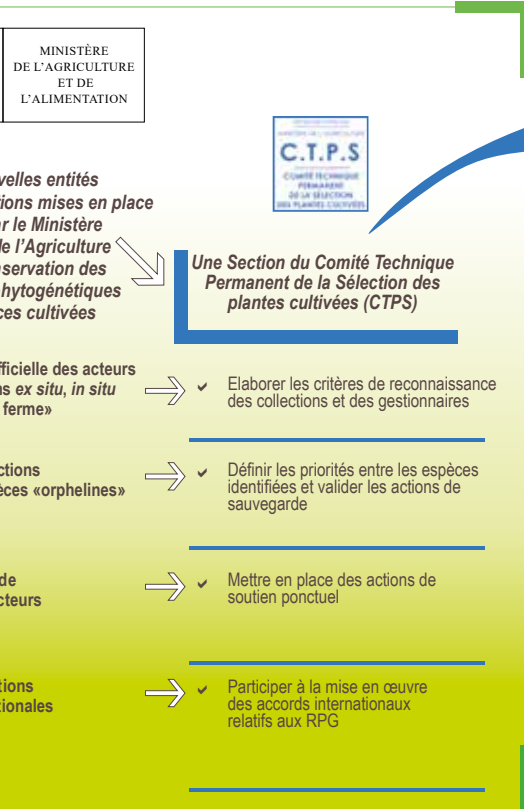 MINISTÈRE
DE L'AGRICULTURE
ET DE
L'ALIMENTATION
C.T.P.S
COMITÉ TECHNIQUE
PERMANENT
DE LA SÉLECTION
DES PLANTES CULTIVÉES
velles entités
tions mises en place
ar le Ministère
de l'Agriculture
nservation des
phytogénétiques
ces cultivées
Une Section du Comité Technique
Permanent de la Sélection des
plantes cultivées (CTPS)
fficielle des acteurs
ns ex situ, in situ
ferme»
Elaborer les critères de reconnaissance
des collections et des gestionnaires
ctions
èces «orphelines»
Définir les priorités entre les espèces
identifiées et valider les actions de
sauvegarde
de
cteurs
Mettre en place des actions de
soutien ponctuel
tions
tionales
Participer à la mise en œuvre
des accords internationaux
relatifs aux RPG